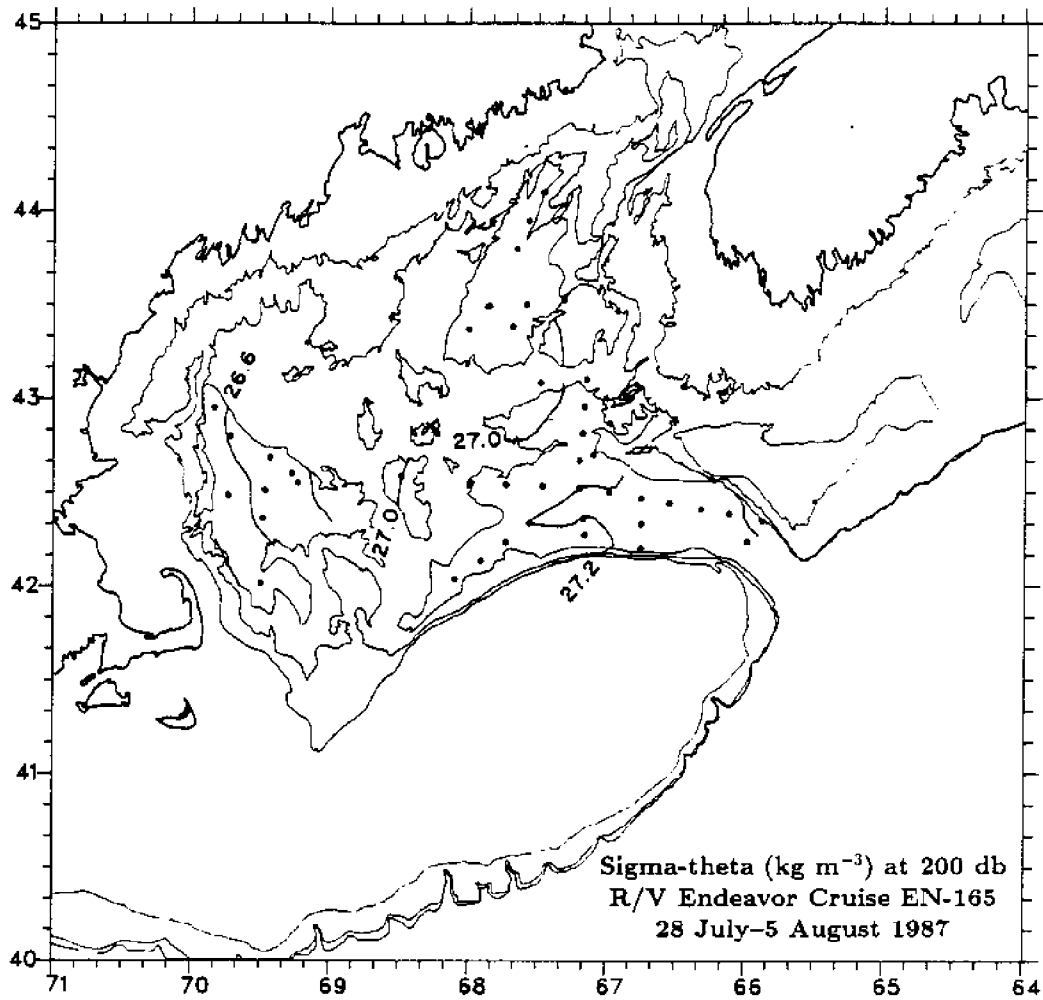 45
44
43
42
41
40
26.6
27.0
27.0
27.2
Sigma-theta (kg m⁻³) at 200 db
R/V Endeavor Cruise EN-165
28 July–5 August 1987
71 70 69 68 67 66 65 64